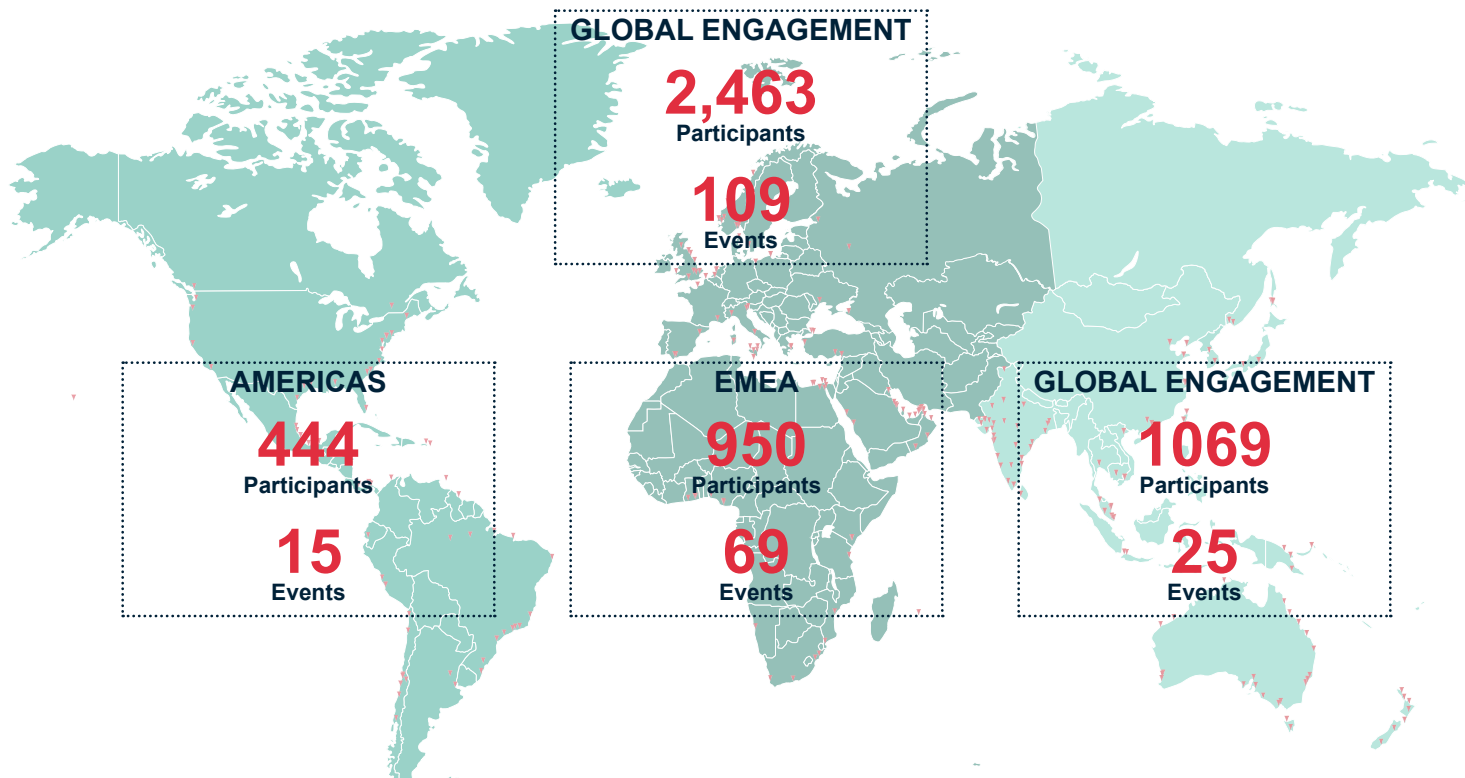 GLOBAL ENGAGEMENT
2,463
Participants
109
Events
AMERICAS
444
Participants
15
Events
EMEA
950
Participants
69
Events
GLOBAL ENGAGEMENT
1069
Participants
25
Events